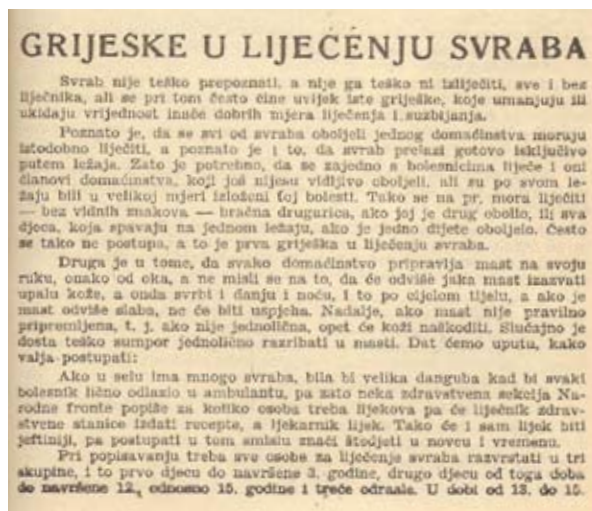 GRIJESKE U LIJEČENJU SVRABA
Svrab nije teško prepoznati, a nije ga teško ni izliječiti, sve i bez
liječnika, ali se pri tom često čine uvijek iste griješke, koje umanjuju ili
ukidaju vrijednost inače dobrih mjera liječenja i suzbijanja.
Poznato je, da se svi od svraba oboljeli jednog domaćinstva moraju
istodobno liječiti, a poznato je i to, da svrab prelazi gotovo isključivo
putem ležaja. Zato je potrebno, da se zajedno s bolesnicima liječe i oni
članovi domaćinstva, koji još nijesu vidljivo oboljeli, ali su po svom le-
žaju bili u velikoj mjeri izloženi toj bolesti. Tako se na pr. mora liječiti
— bez vidnih znakova — bračna drugarica, ako joj je drug obolio, ili sva
djeca, koja spavaju na jednom ležaju, ako je jedno dijete oboljelo. Često
se tako ne postupa, a to je prva griješka u liječenju svraba.
Druga je u tome, da svako domaćinstvo pripravlja mast na svoju
ruku, onako od oka, a ne misli se na to, da će odviše jaka mast izazvati
upalu kože, a onda svrbi i danju i noću, i to po cijelom tijelu, a ako je
mast odviše slaba, ne će biti uspjeha. Nadalje, ako mast nije pravilno
pripremljena, t. j. ako nije jednolična, opet će koži naškoditi. Slučajno je
dosta teško sumpor jednolično razribati u masti. Dat ćemo uputu, kako
valja postupati:
Ako u selu ima mnogo svraba, bila bi velika danguba kad bi svaki
bolesnik lično odlazio u ambulantu, pa zato neka zdravstvena sekcija Na-
rodne fronte popiše za koliko osoba treba lijekova pa će liječnik zdrav-
stvene stanice izdati recepte, a ljekarnik lijek. Tako će i sam lijek biti
jeftiniji, pa postupati u tom smislu znači štedjeti u novcu i vremenu.
Pri popisavanju treba sve osobe za liječenje svraba razvrstati u tri
skupine, i to prvo djecu do navršene 3. godine, drugo djecu od toga doba
do navršene 12., odnosno 15. godine i treće odrasle. U dobi od 13. do 15.